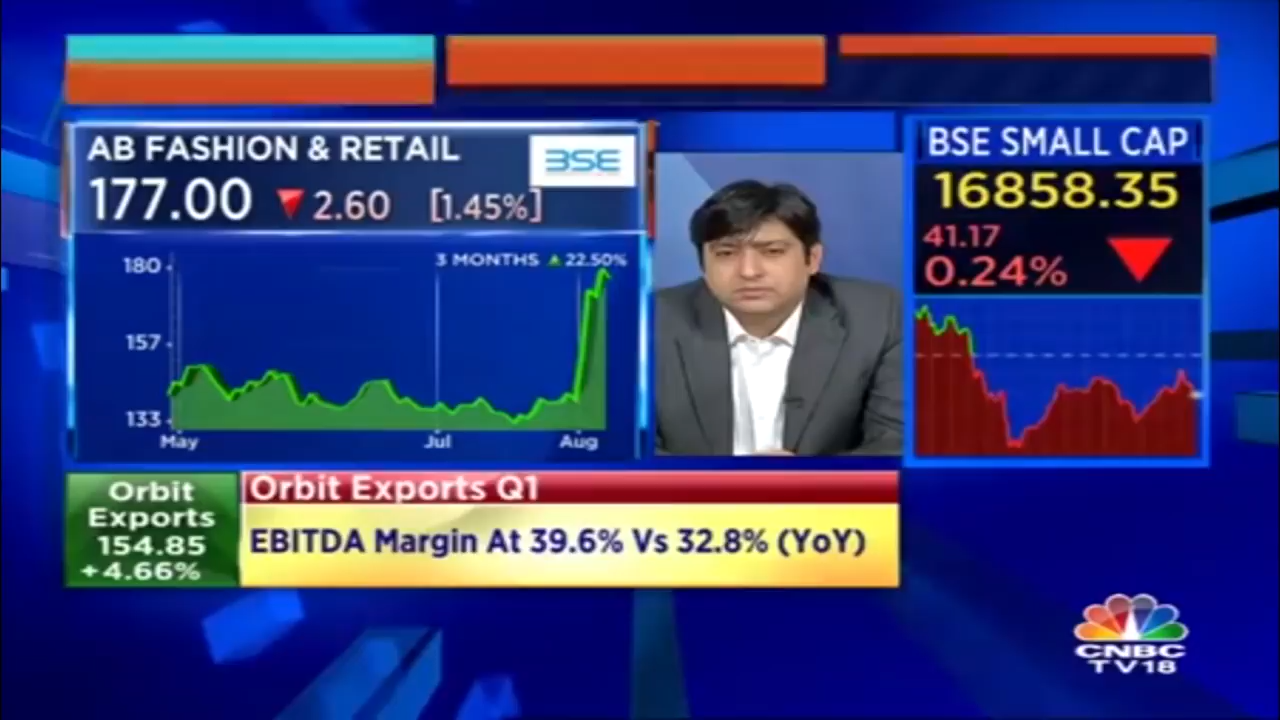 AB FASHION & RETAIL
BSE
177.00 ▼ 2.60 [1.45%]
3 MONTHS ▲ 22.50%
180
157
133
May Jul Aug
BSE SMALL CAP
16858.35
41.17
0.24%
Orbit
Exports
154.85
+4.66%
Orbit Exports Q1
EBITDA Margin At 39.6% Vs 32.8% (YoY)
CNBC
TV18